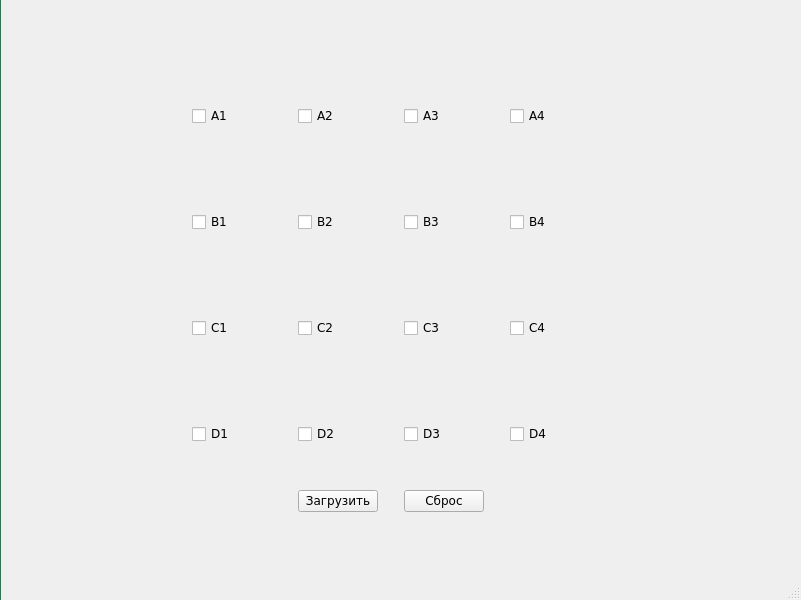 A1 A2 A3 A4
B1 B2 B3 B4
C1 C2 C3 C4
D1 D2 D3 D4
Загрузить Сброс